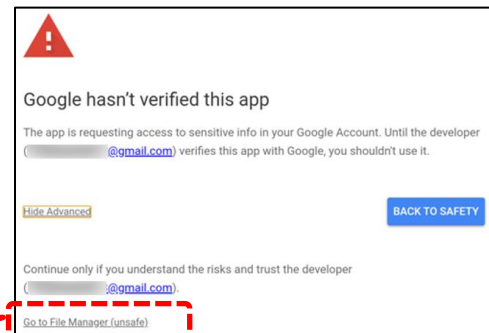 Google hasn't verified this app
The app is requesting access to sensitive info in your Google Account. Until the developer
( @gmail.com) verifies this app with Google, you shouldn't use it.
Hide Advanced
BACK TO SAFETY
Continue only if you understand the risks and trust the developer
( @gmail.com).
Go to File Manager (unsafe)